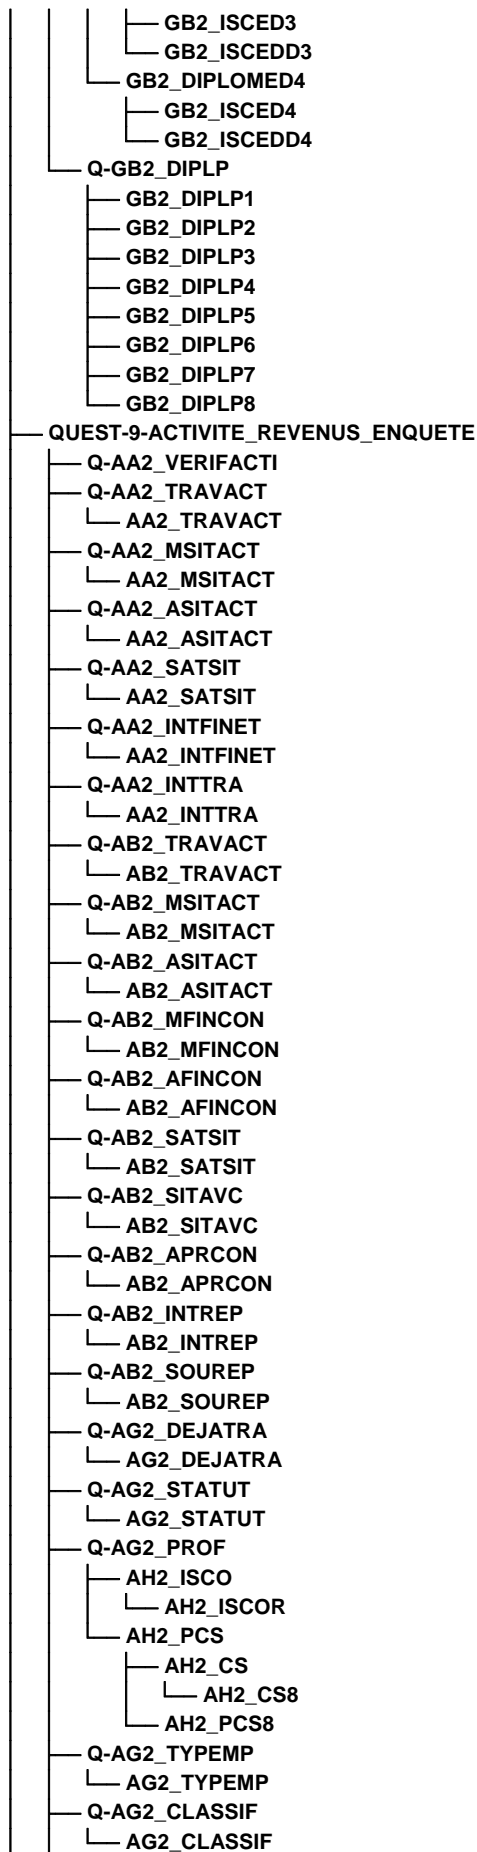 GB2_ISCED3
GB2_ISCEDD3
GB2_DIPLOMED4
GB2_ISCED4
GB2_ISCEDD4
Q-GB2_DIPLP
GB2_DIPLP1
GB2_DIPLP2
GB2_DIPLP3
GB2_DIPLP4
GB2_DIPLP5
GB2_DIPLP6
GB2_DIPLP7
GB2_DIPLP8
QUEST-9-ACTIVITE_REVENUS_ENQUETE
Q-AA2_VERIFACTI
Q-AA2_TRAVACT
AA2_TRAVACT
Q-AA2_MSITACT
AA2_MSITACT
Q-AA2_ASITACT
AA2_ASITACT
Q-AA2_SATSIT
AA2_SATSIT
Q-AA2_INTFINET
AA2_INTFINET
Q-AA2_INTTRA
AA2_INTTRA
Q-AB2_TRAVACT
AB2_TRAVACT
Q-AB2_MSITACT
AB2_MSITACT
Q-AB2_ASITACT
AB2_ASITACT
Q-AB2_MFINCON
AB2_MFINCON
Q-AB2_AFINCON
AB2_AFINCON
Q-AB2_SATSIT
AB2_SATSIT
Q-AB2_SITAVC
AB2_SITAVC
Q-AB2_APRCON
AB2_APRCON
Q-AB2_INTREP
AB2_INTREP
Q-AB2_SOUREP
AB2_SOUREP
Q-AG2_DEJATRA
AG2_DEJATRA
Q-AG2_STATUT
AG2_STATUT
Q-AG2_PROF
AH2_ISCO
AH2_ISCOR
AH2_PCS
AH2_CS
AH2_CS8
AH2_PCS8
Q-AG2_TYPEMP
AG2_TYPEMP
Q-AG2_CLASSIF
AG2_CLASSIF